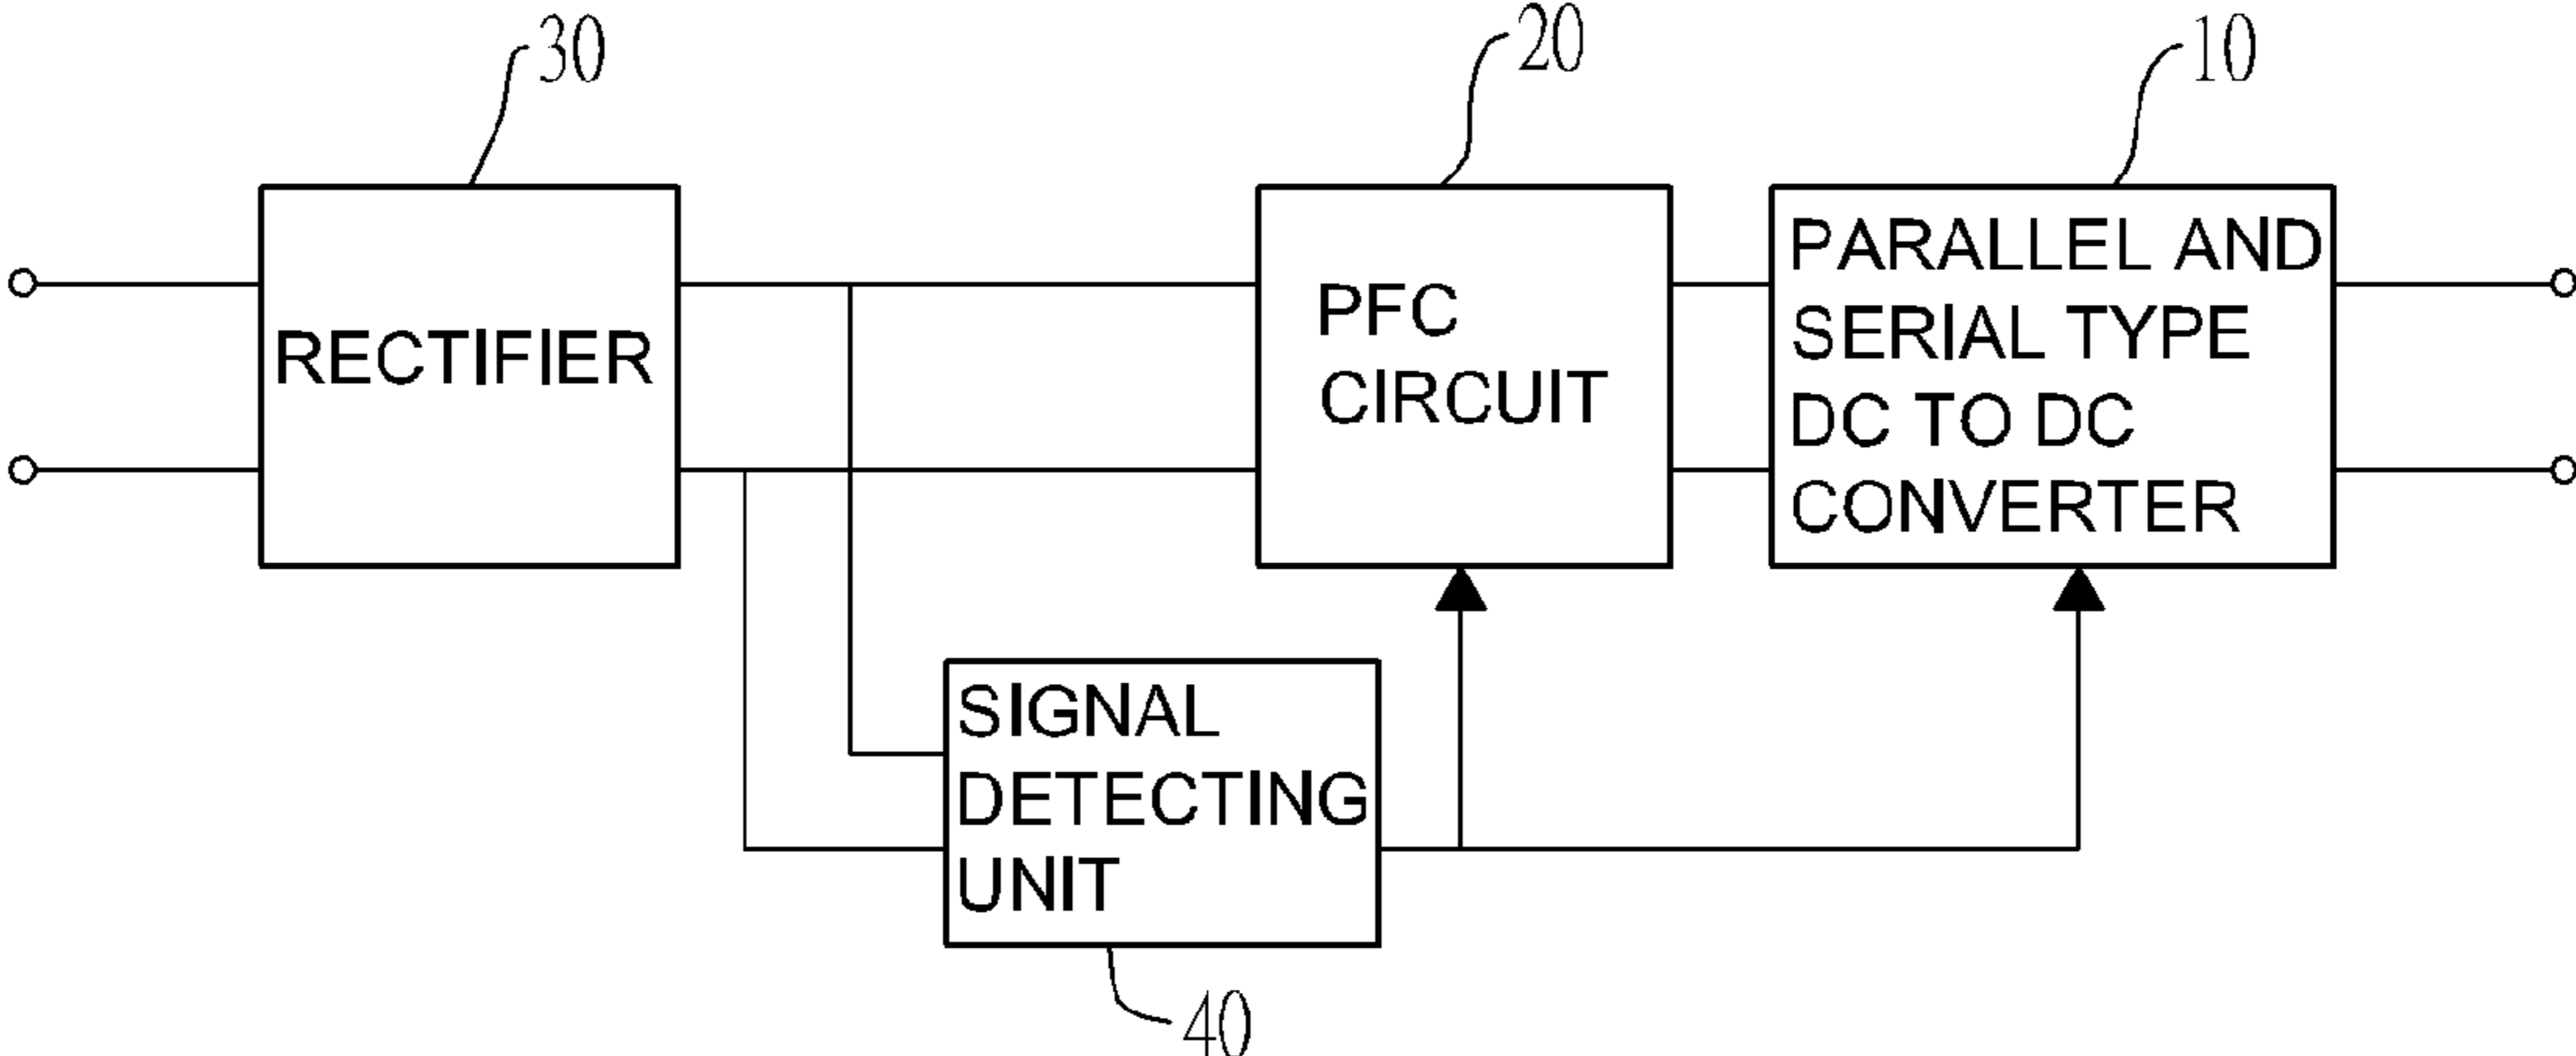 30
20
10
RECTIFIER
PFC
CIRCUIT
PARALLEL AND
SERIAL TYPE
DC TO DC
CONVERTER
SIGNAL
DETECTING
UNIT
40